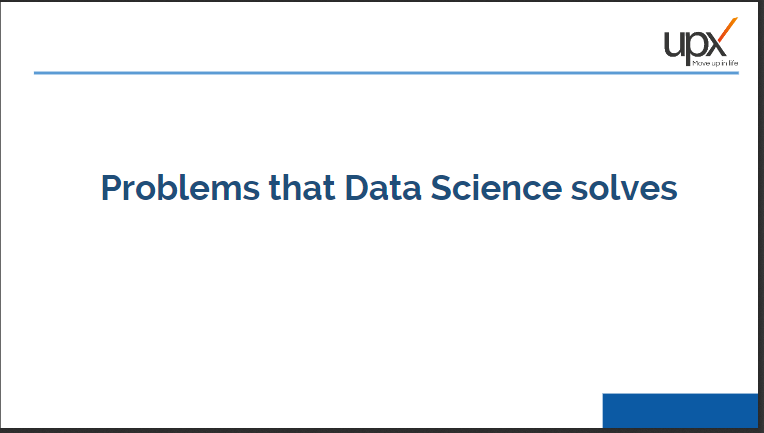 upx
Move up in life
Problems that Data Science solves